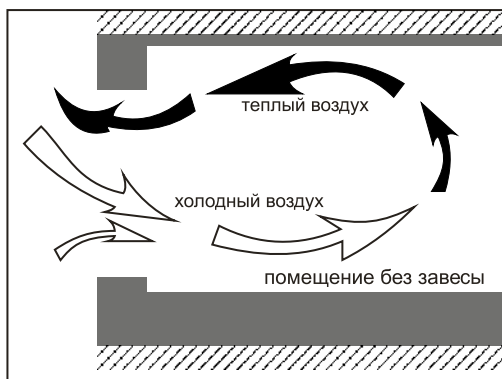 теплый воздух
холодный воздух
помещение без завесы